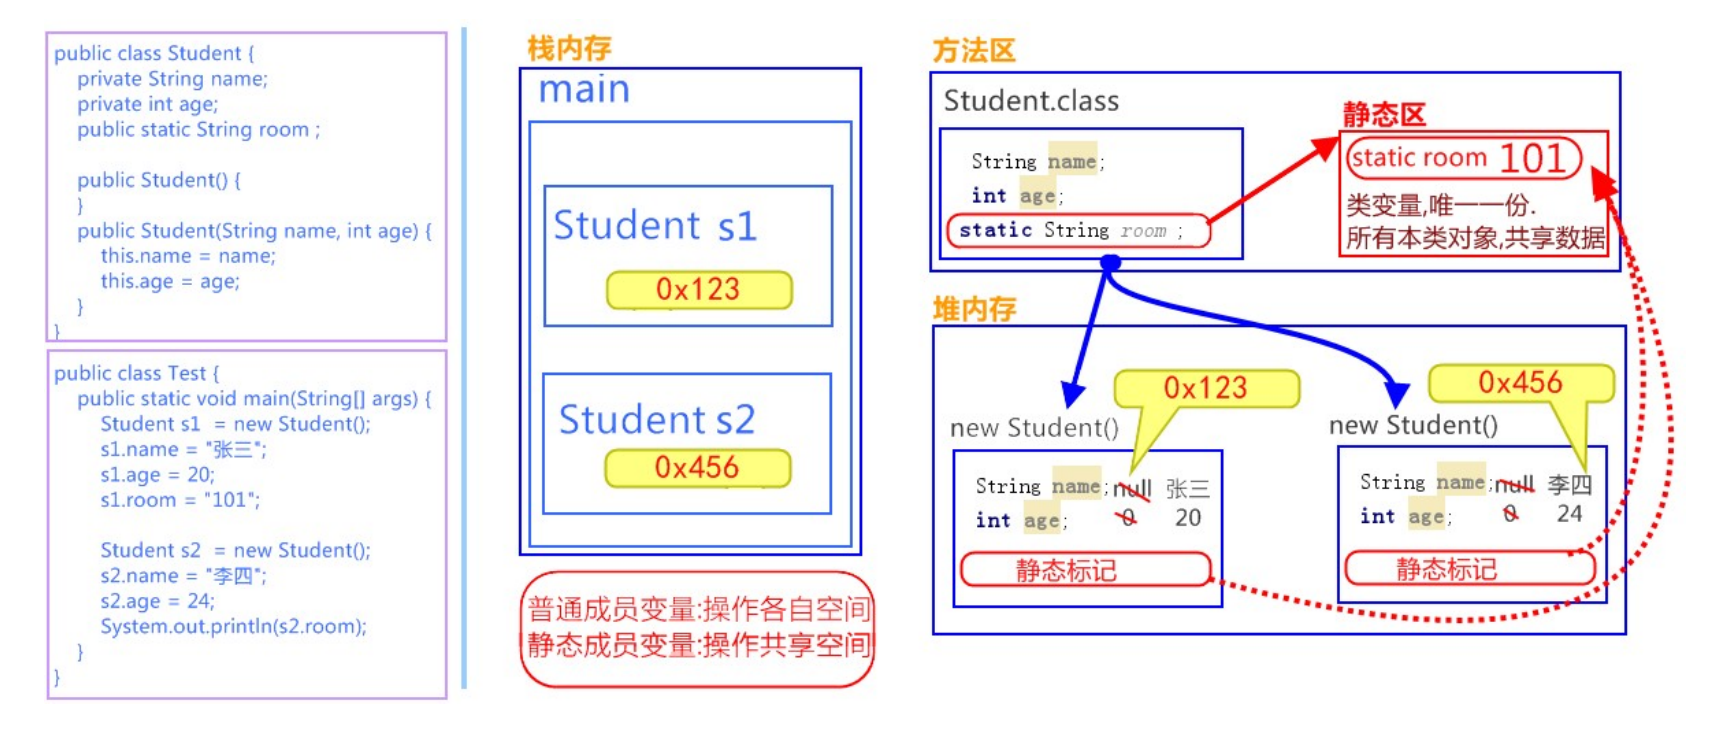 public class Student {
private String name;
private int age;
public static String room ;
public Student() {
}
public Student(String name, int age) {
this.name = name;
this.age = age;
}
}
public class Test {
public static void main(String[] args) {
Student s1  = new Student();
s1.name = "张三";
s1.age = 20;
s1.room = "101";
Student s2  = new Student();
s2.name = "李四";
s2.age = 24;
System.out.println(s2.room);
}
}
栈内存
main
Student s1
0x123
Student s2
0x456
普通成员变量:操作各自空间
静态成员变量:操作共享空间
方法区
Student.class
String name;
int age;
static String room ;
静态区
static room 101
类变量,唯一一份.
所有本类对象,共享数据
堆内存
0x123
new Student()
String name; null 张三
int age; 0 20
静态标记
0x456
new Student()
String name; null 李四
int age; 0 24
静态标记